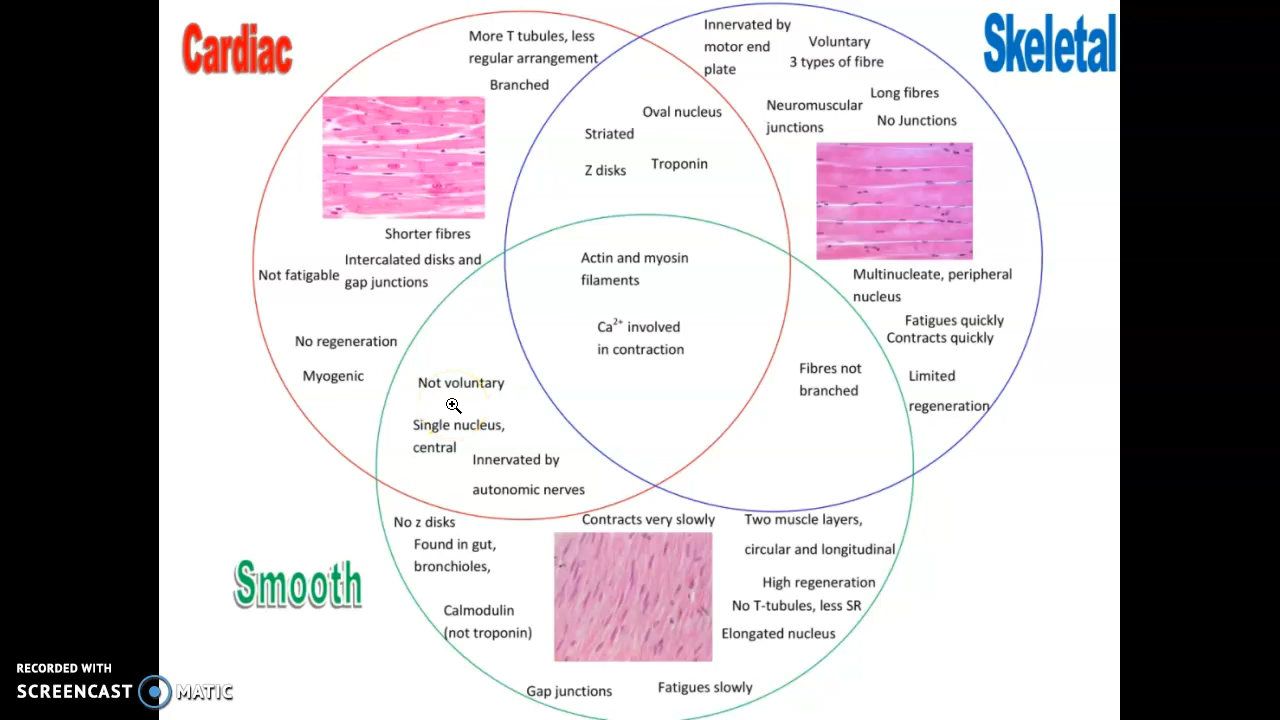 Cardiac
Skeletal
More T tubules, less
regular arrangement
Branched
Innervated by
motor end
plate
Voluntary
3 types of fibre
Long fibres
Neuromuscular
junctions
No Junctions
Oval nucleus
Striated
Z disks
Troponin
Shorter fibres
Intercalated disks and
gap junctions
Not fatigable
No regeneration
Myogenic
Actin and myosin
filaments
Ca2+ involved
in contraction
Multinucleate, peripheral
nucleus
Fatigues quickly
Contracts quickly
Limited
regeneration
Fibres not
branched
Not voluntary
Single nucleus,
central
Innervated by
autonomic nerves
Smooth
No z disks
Found in gut,
bronchioles,
Calmodulin
(not troponin)
Contracts very slowly
Two muscle layers,
circular and longitudinal
High regeneration
No T-tubules, less SR
Elongated nucleus
Gap junctions
Fatigues slowly
RECORDED WITH
SCREENCAST MATIC